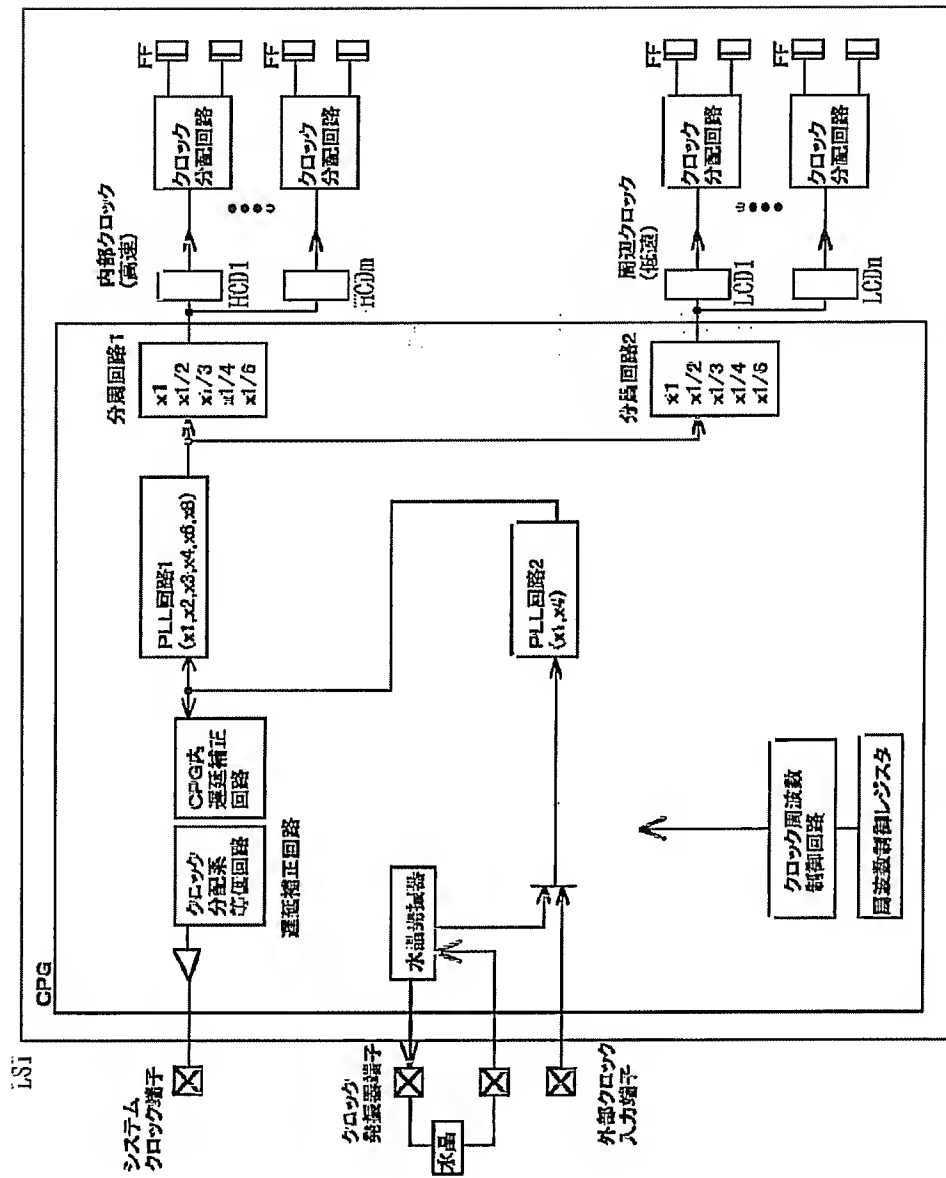 LSI
CPG
システム
クロック端子
クロック
分配系
等価回路
CPG内
遅延補正
回路
遅延補正回路
PLL回路1
(x1,x2,x3,x4,x6,x8)
分周回路1
x1
x1/2
x1/3
x1/4
x1/6
内部クロック
(高速)
HCD1
HCDm
クロック
分配回路
FF
クロック
分配回路
FF
クロック
発振器端子
水晶
水晶発振器
外部クロック
入力端子
PLL回路2
(x1,x4)
分周回路2
x1
x1/2
x1/3
x1/4
x1/6
周辺クロック
(低速)
LCD1
LCDn
クロック
分配回路
FF
クロック
分配回路
FF
クロック周波数
制御回路
周波数制御レジスタ